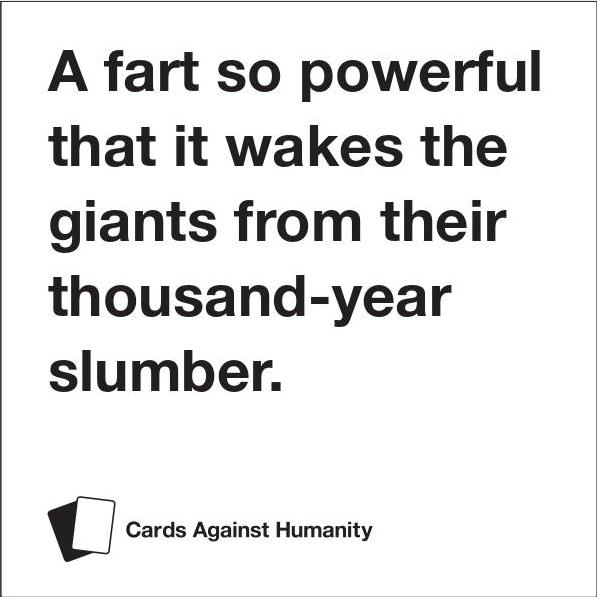 A fart so powerful
that it wakes the
giants from their
thousand-year
slumber.
Cards Against Humanity